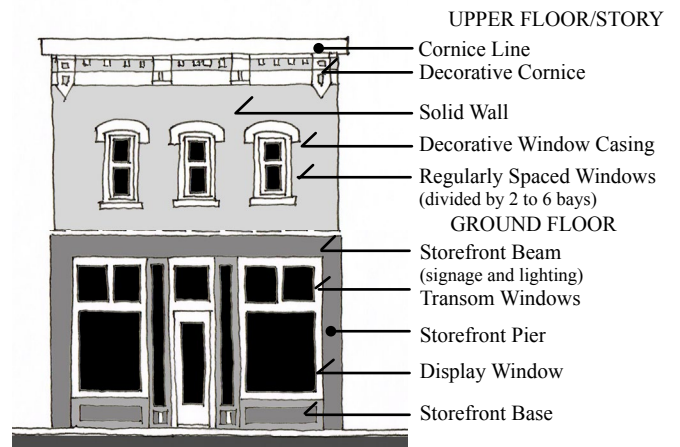 UPPER FLOOR/STORY
Cornice Line
Decorative Cornice
Solid Wall
Decorative Window Casing
Regularly Spaced Windows
(divided by 2 to 6 bays)
GROUND FLOOR
Storefront Beam
(signage and lighting)
Transom Windows
Storefront Pier
Display Window
Storefront Base